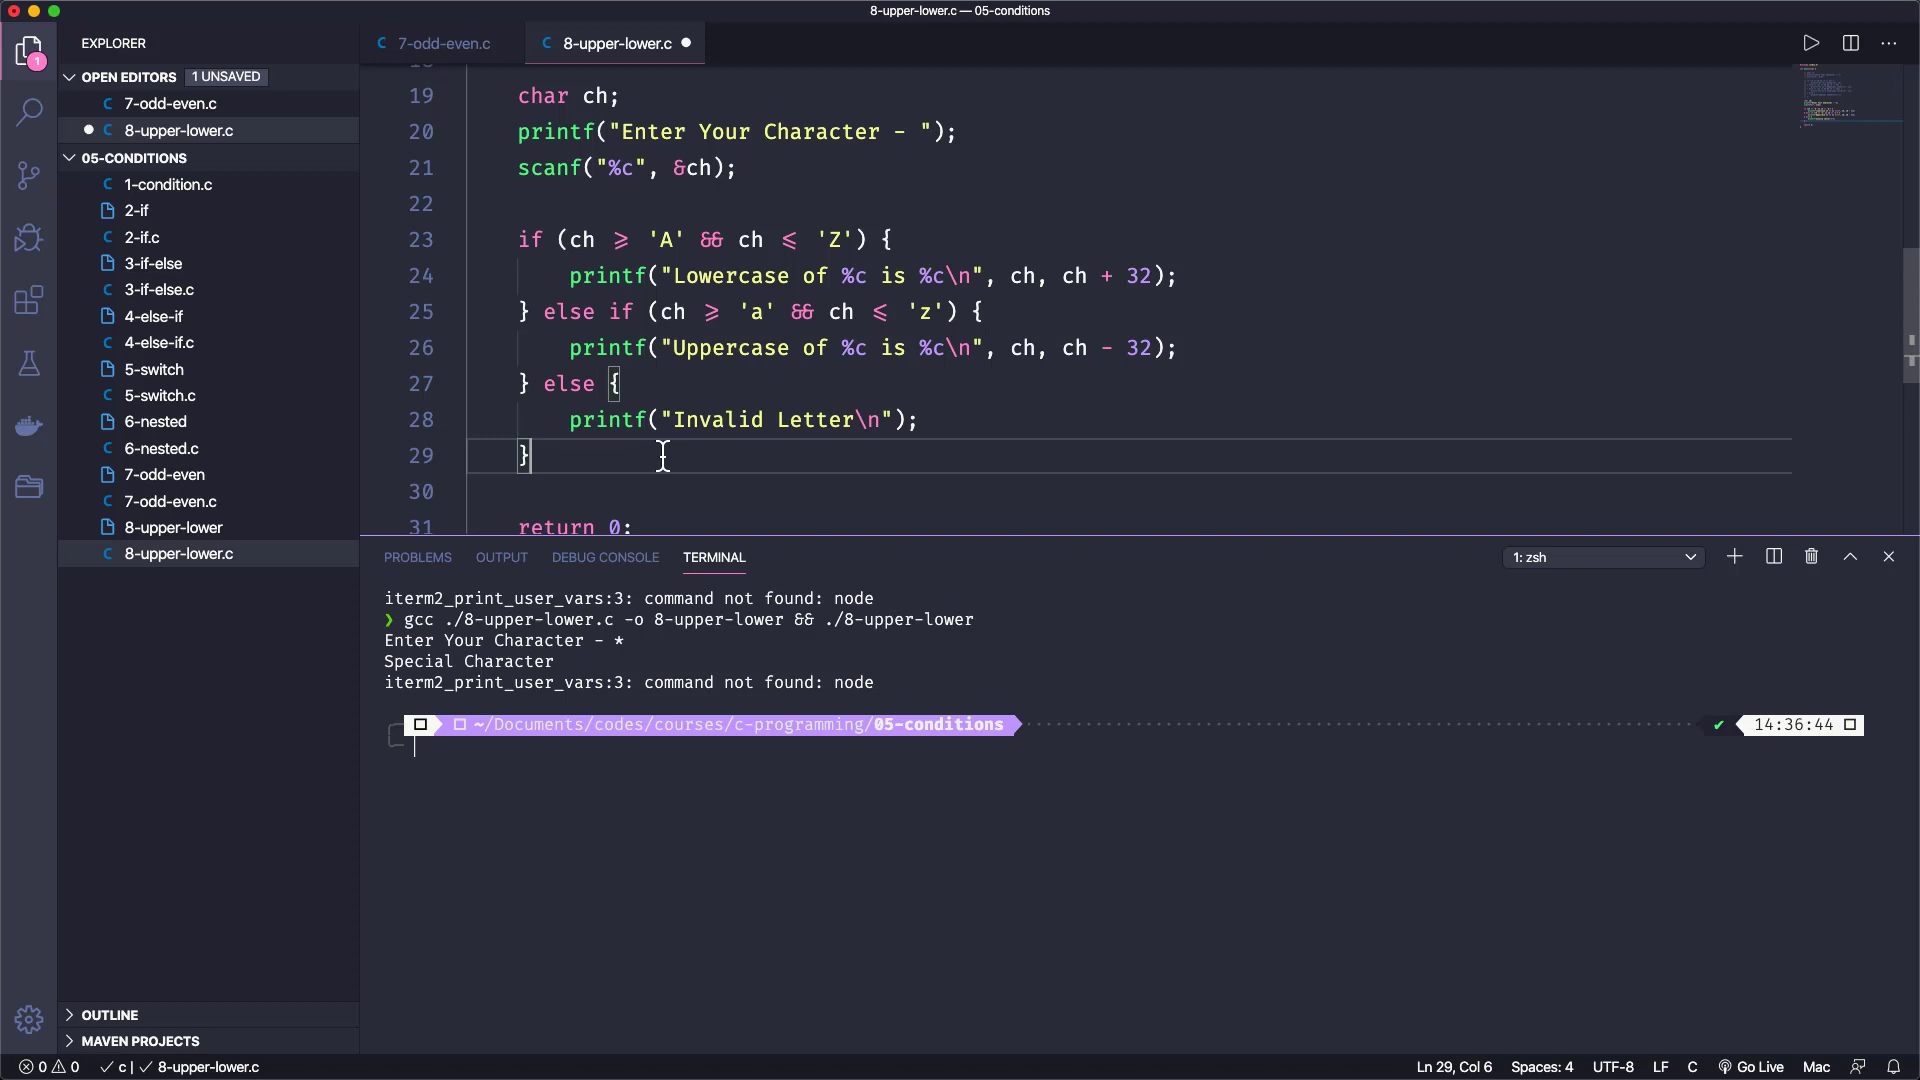 8-upper-lower.c — 05-conditions
EXPLORER
OPEN EDITORS 1 UNSAVED
7-odd-even.c
8-upper-lower.c
05-CONDITIONS
1-condition.c
2-if
2-if.c
3-if-else
3-if-else.c
4-else-if
4-else-if.c
5-switch
5-switch.c
6-nested
6-nested.c
7-odd-even
7-odd-even.c
8-upper-lower
8-upper-lower.c
OUTLINE
MAVEN PROJECTS
1
7-odd-even.c 8-upper-lower.c
19 char ch;
20 printf("Enter Your Character - ");
21 scanf("%c", &ch);
22
23 if (ch >= 'A' && ch <= 'Z') {
24 printf("Lowercase of %c is %c\n", ch, ch + 32);
25 } else if (ch >= 'a' && ch <= 'z') {
26 printf("Uppercase of %c is %c\n", ch, ch - 32);
27 } else {
28 printf("Invalid Letter\n");
29 }
30
31 return 0;
PROBLEMS OUTPUT DEBUG CONSOLE TERMINAL 1: zsh
iterm2_print_user_vars:3: command not found: node
❯ gcc ./8-upper-lower.c -o 8-upper-lower && ./8-upper-lower
Enter Your Character - *
Special Character
iterm2_print_user_vars:3: command not found: node
~/Documents/codes/courses/c-programming/05-conditions ✔ 14:36:44
0 0 ✓ c | ✓ 8-upper-lower.c Ln 29, Col 6 Spaces: 4 UTF-8 LF C Go Live Mac